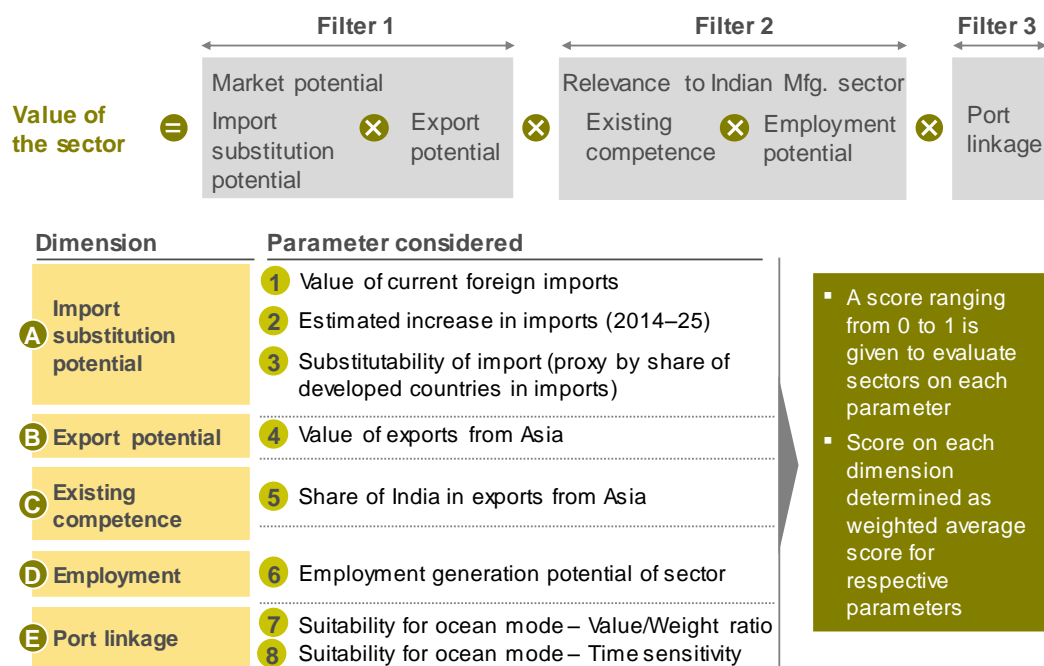 Filter 1
Filter 2
Filter 3
Value of
the sector
=
Market potential
Import
substitution
potential
×
Export
potential
×
Relevance to Indian Mfg. sector
Existing
competence
×
Employment
potential
×
Port
linkage
Dimension
Parameter considered
A
Import
substitution
potential
1 Value of current foreign imports
2 Estimated increase in imports (2014–25)
3 Substitutability of import (proxy by share of
developed countries in imports)
B Export potential
4 Value of exports from Asia
C
Existing
competence
5 Share of India in exports from Asia
D Employment
6 Employment generation potential of sector
E Port linkage
7 Suitability for ocean mode – Value/Weight ratio
8 Suitability for ocean mode – Time sensitivity
▪ A score ranging
from 0 to 1 is
given to evaluate
sectors on each
parameter
▪ Score on each
dimension
determined as
weighted average
score for
respective
parameters